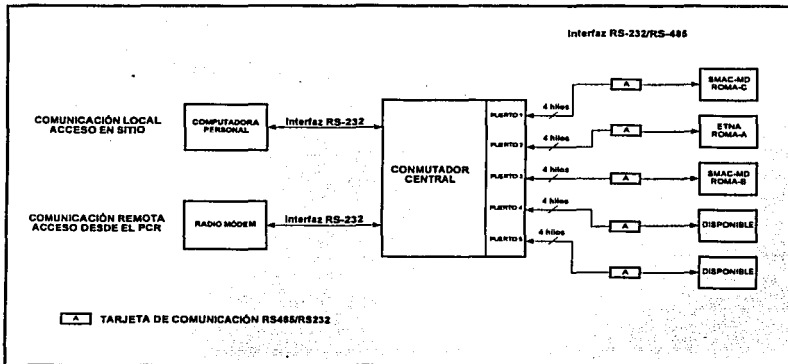 Interfaz RS-232/RS-485
COMUNICACIÓN LOCAL
ACCESO EN SITIO
COMPUTADORA
PERSONAL
Interfaz RS-232
COMUNICACIÓN REMOTA
ACCESO DESDE EL PCR
RADIO MÓDEM
Interfaz RS-232
CONMUTADOR
CENTRAL
PUERTO 1
4 hilos
A
SMAC-MD
ROMA-C
PUERTO 2
4 hilos
A
ETNA
ROMA-A
PUERTO 3
4 hilos
A
SMAC-MD
ROMA-B
PUERTO 4
4 hilos
A
DISPONIBLE
PUERTO 5
4 hilos
A
DISPONIBLE
A TARJETA DE COMUNICACIÓN RS485/RS232